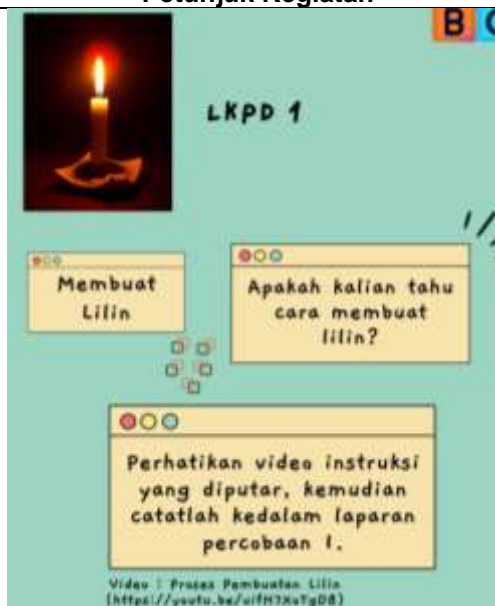 Petunjuk Kegiatan
B
LKPD 1
Membuat
Lilin
Apakah kalian tahu
cara membuat
lilin?
Perhatikan video instruksi
yang diputar, kemudian
catatlah kedalam laparan
percobaan 1.
Video : Proses Pembuatan Lilin